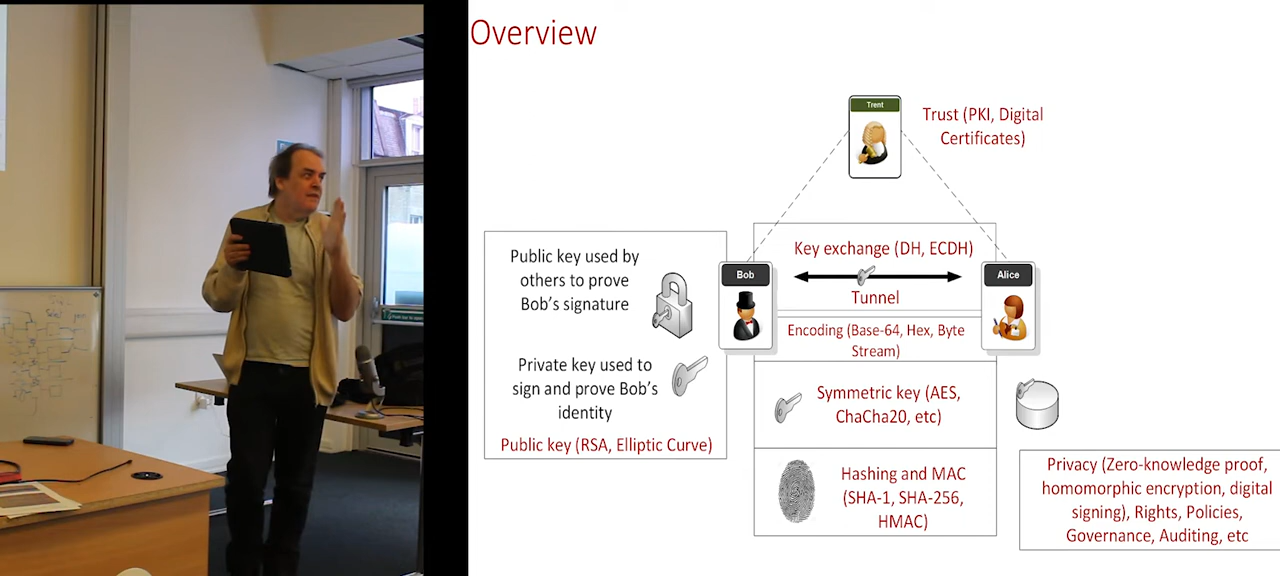 Overview
Trent
Trust (PKI, Digital
Certificates)
Public key used by
others to prove
Bob's signature
Private key used to
sign and prove Bob's
identity
Public key (RSA, Elliptic Curve)
Bob
Key exchange (DH, ECDH)
Tunnel
Alice
Encoding (Base-64, Hex, Byte
Stream)
Symmetric key (AES,
ChaCha20, etc)
Hashing and MAC
(SHA-1, SHA-256,
HMAC)
Privacy (Zero-knowledge proof,
homomorphic encryption, digital
signing), Rights, Policies,
Governance, Auditing, etc